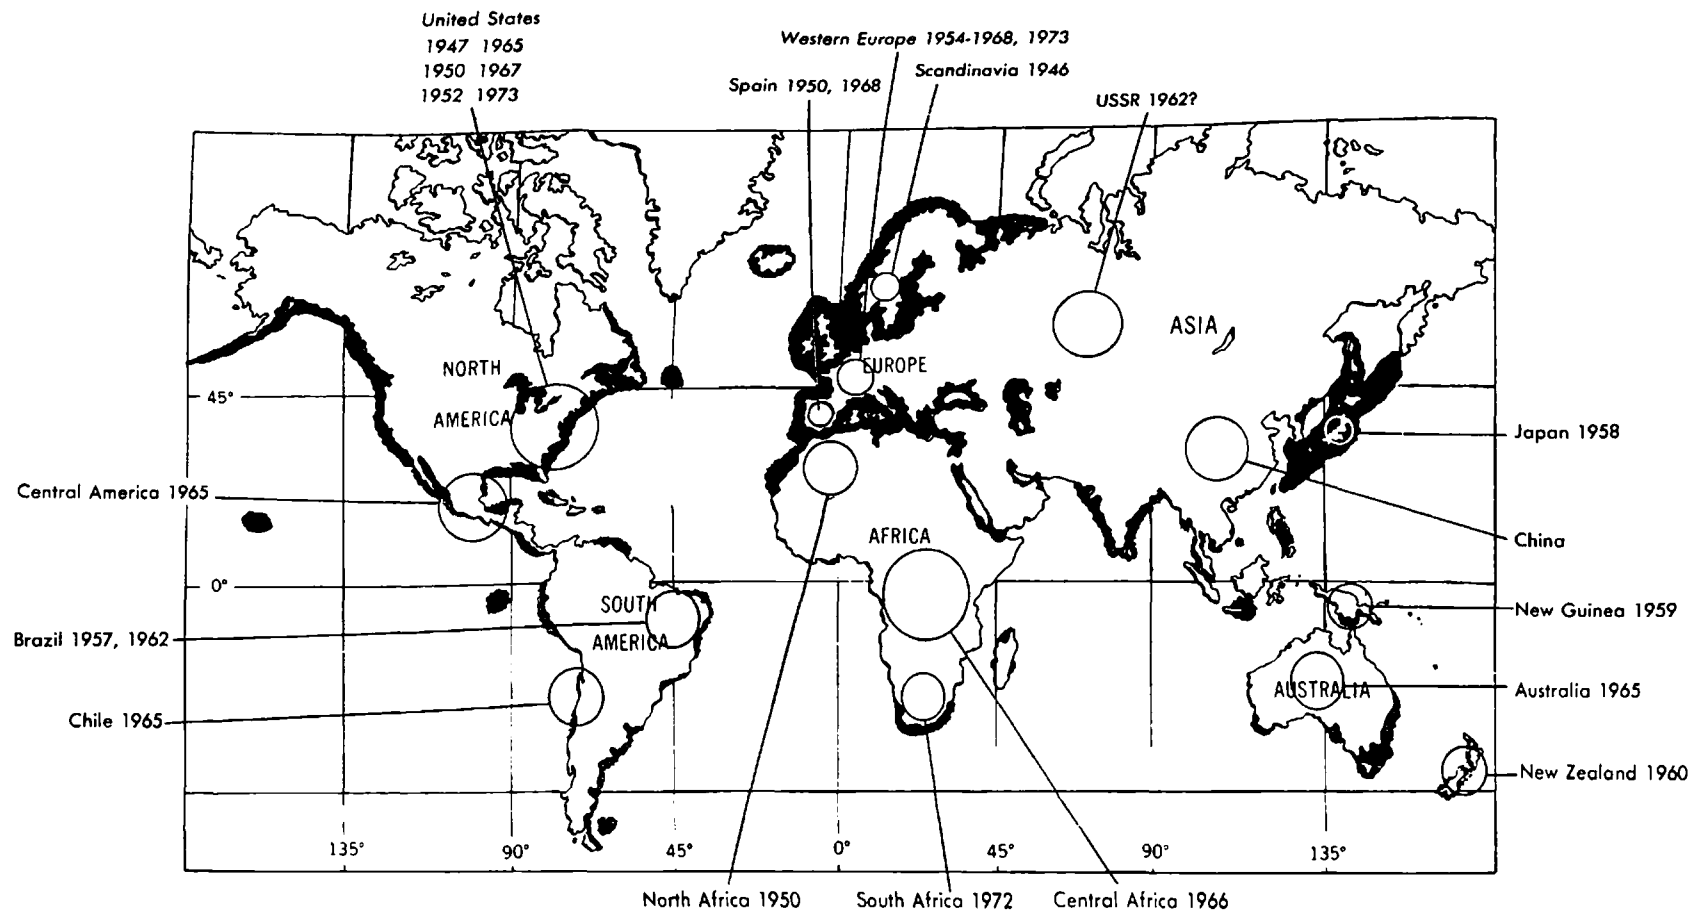 United States
1947 1965
1950 1967
1952 1973
Western Europe 1954-1968, 1973
Scandinavia 1946
Spain 1950, 1968
USSR 1962?
ASIA
NORTH
EUROPE
45°
AMERICA
Japan 1958
Central America 1965
AFRICA
China
0°
SOUTH
New Guinea 1959
Brazil 1957, 1962
AMERICA
AUSTRALIA
Australia 1965
Chile 1965
New Zealand 1960
135° 90° 45° 0° 45° 90° 135°
North Africa 1950 South Africa 1972 Central Africa 1966